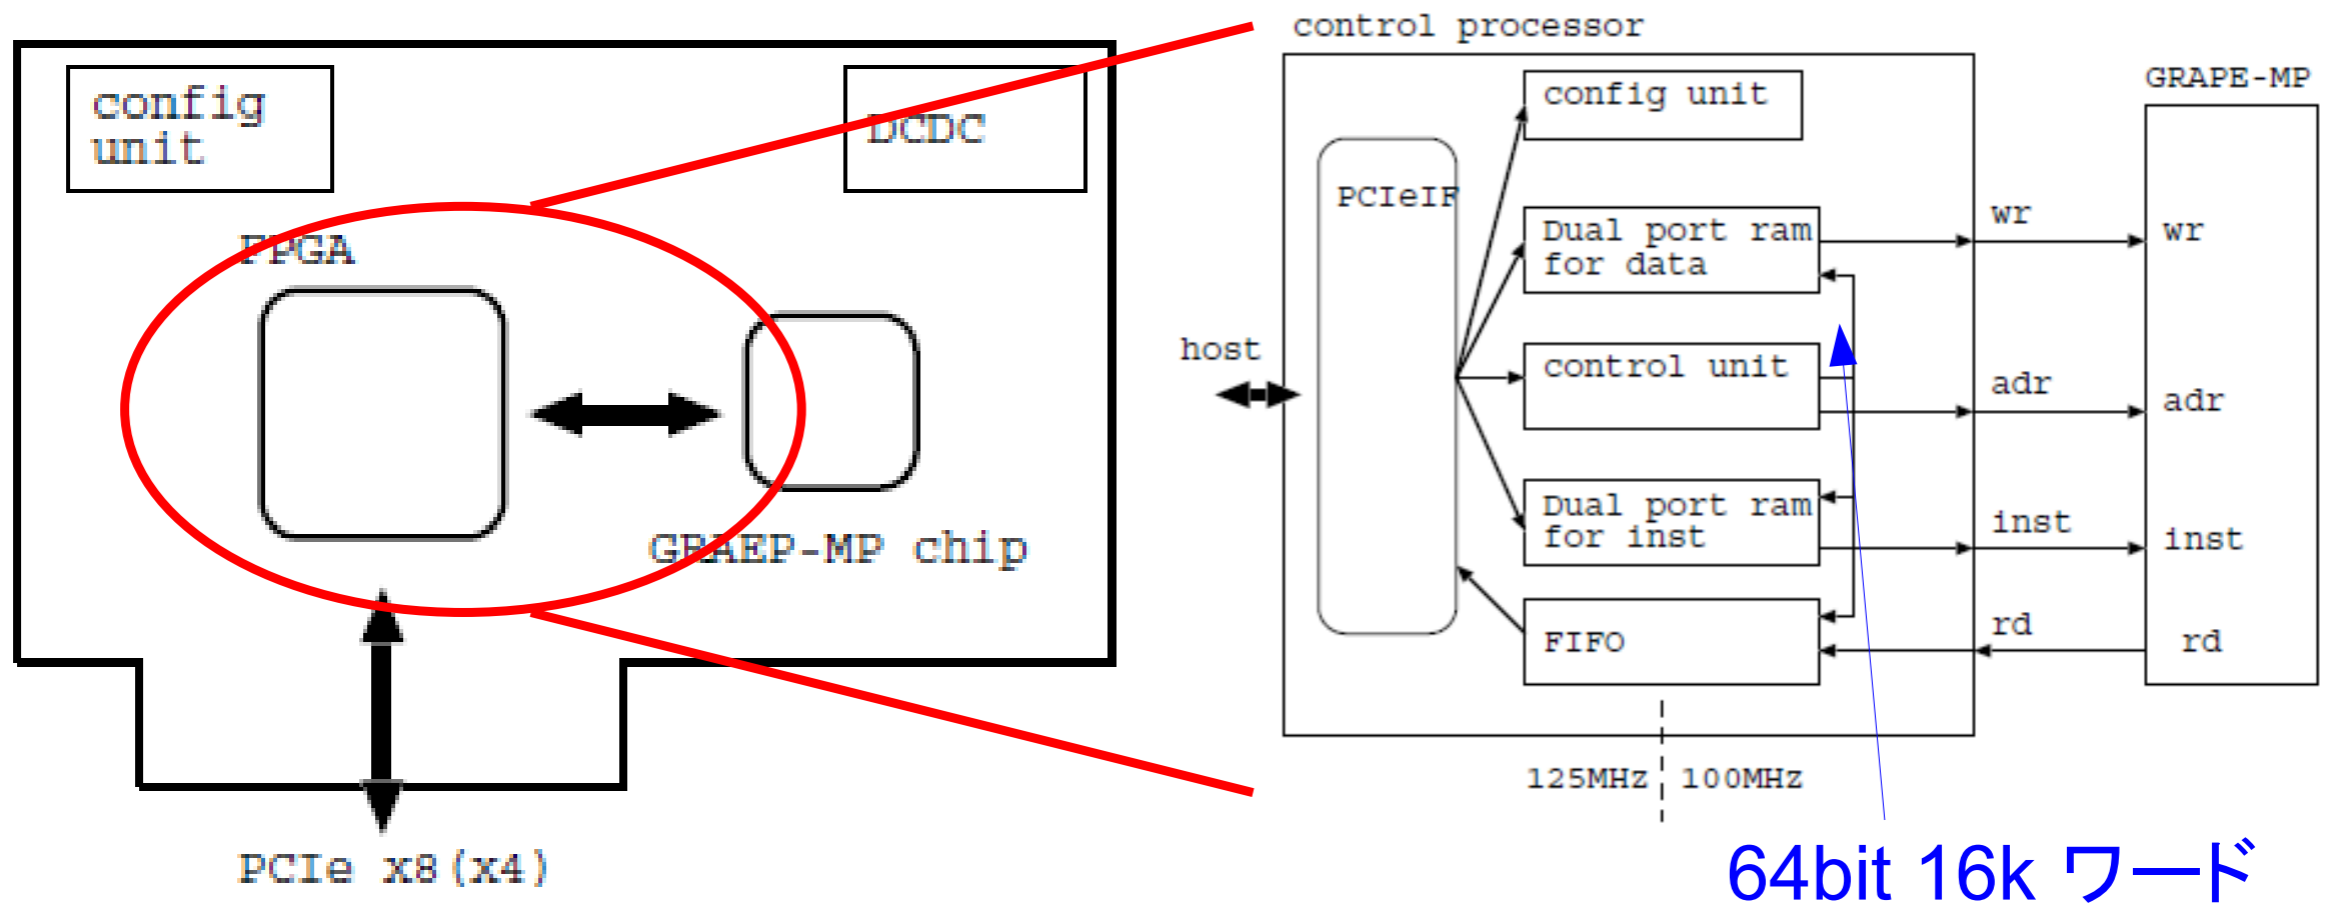 config
unit
DCDC
FPGA
GRAEP-MP chip
PCIe x8(x4)
control processor
config unit
PCIeIF
Dual port ram
for data
control unit
Dual port ram
for inst
FIFO
host
125MHz
100MHz
wr
adr
inst
rd
GRAPE-MP
wr
adr
inst
rd
64bit 16k ワード